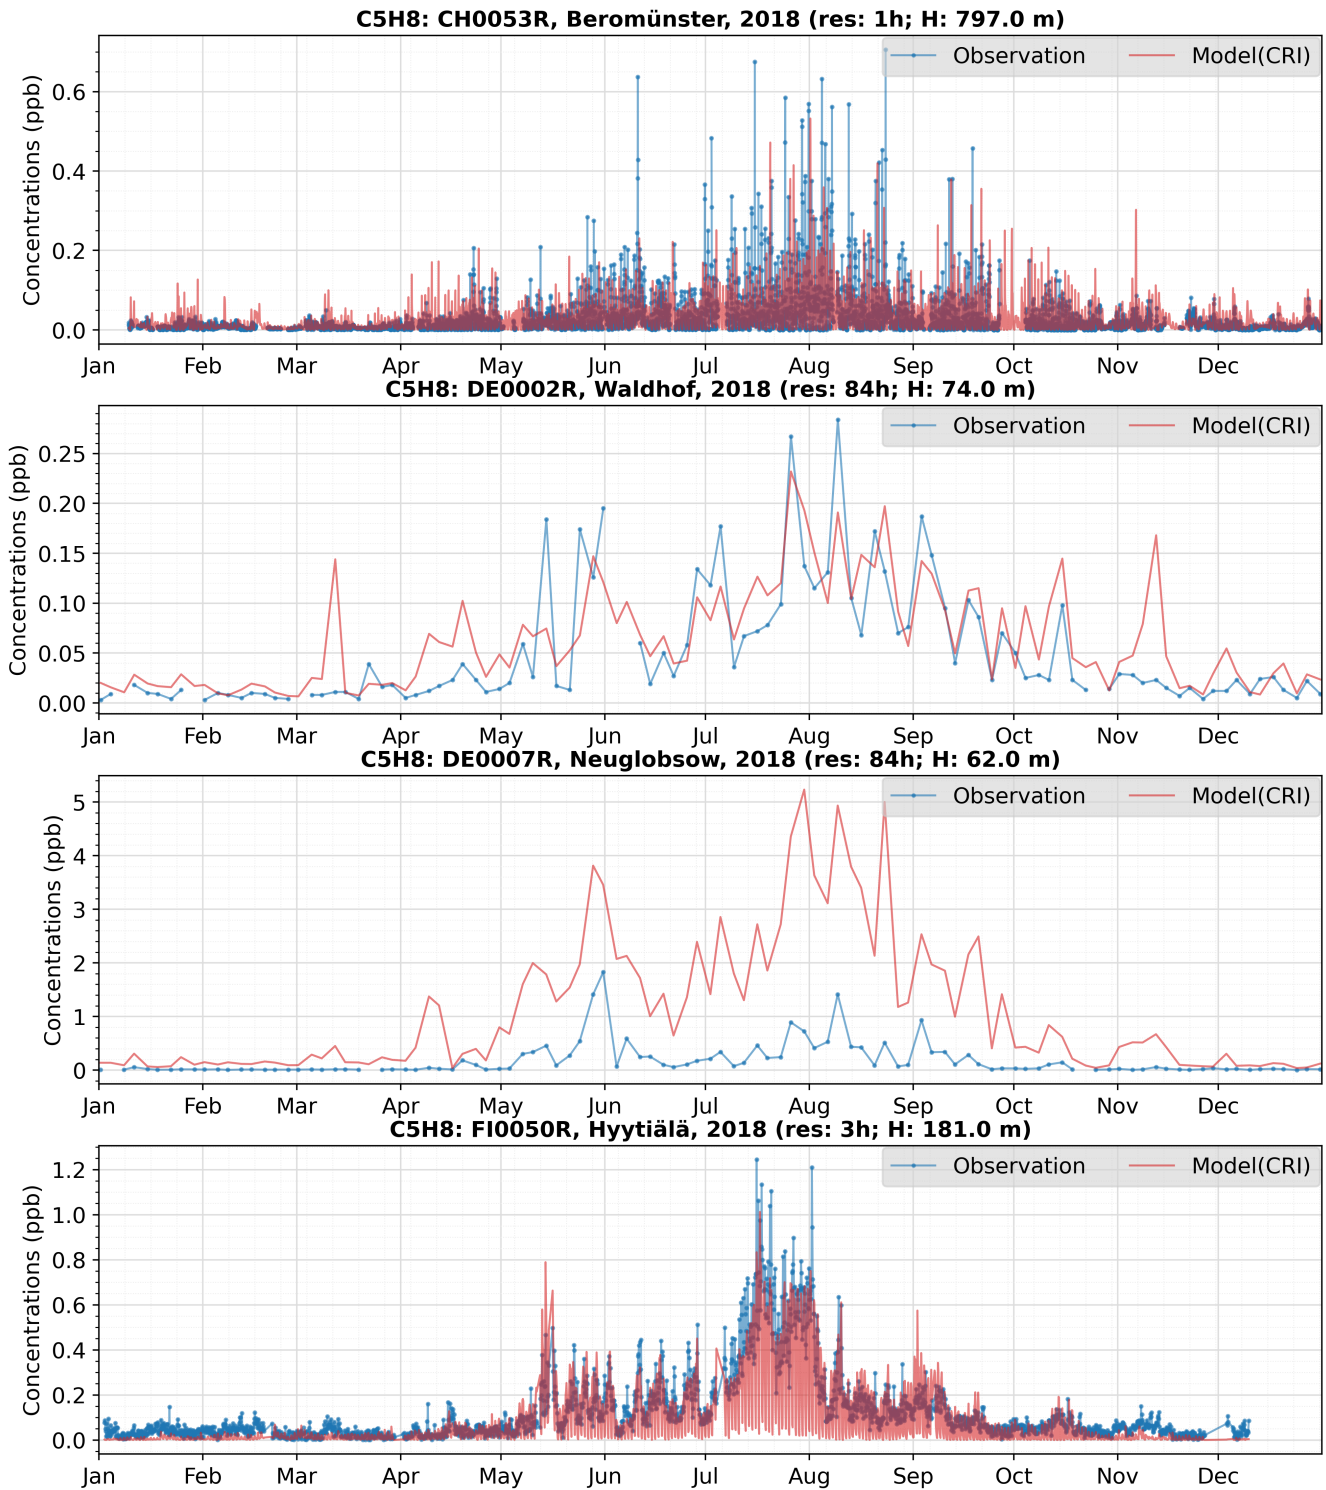 C5H8: CH0053R, Beromünster, 2018 (res: 1h; H: 797.0 m)
Observation Model(CRI)
Concentrations (ppb)
0.6
0.4
0.2
0.0
Jan Feb Mar Apr May Jun Jul Aug Sep Oct Nov Dec
C5H8: DE0002R, Waldhof, 2018 (res: 84h; H: 74.0 m)
Observation Model(CRI)
Concentrations (ppb)
0.25
0.20
0.15
0.10
0.05
0.00
Jan Feb Mar Apr May Jun Jul Aug Sep Oct Nov Dec
C5H8: DE0007R, Neuglobsow, 2018 (res: 84h; H: 62.0 m)
Observation Model(CRI)
Concentrations (ppb)
5
4
3
2
1
0
Jan Feb Mar Apr May Jun Jul Aug Sep Oct Nov Dec
C5H8: FI0050R, Hyytiälä, 2018 (res: 3h; H: 181.0 m)
Observation Model(CRI)
Concentrations (ppb)
1.2
1.0
0.8
0.6
0.4
0.2
0.0
Jan Feb Mar Apr May Jun Jul Aug Sep Oct Nov Dec